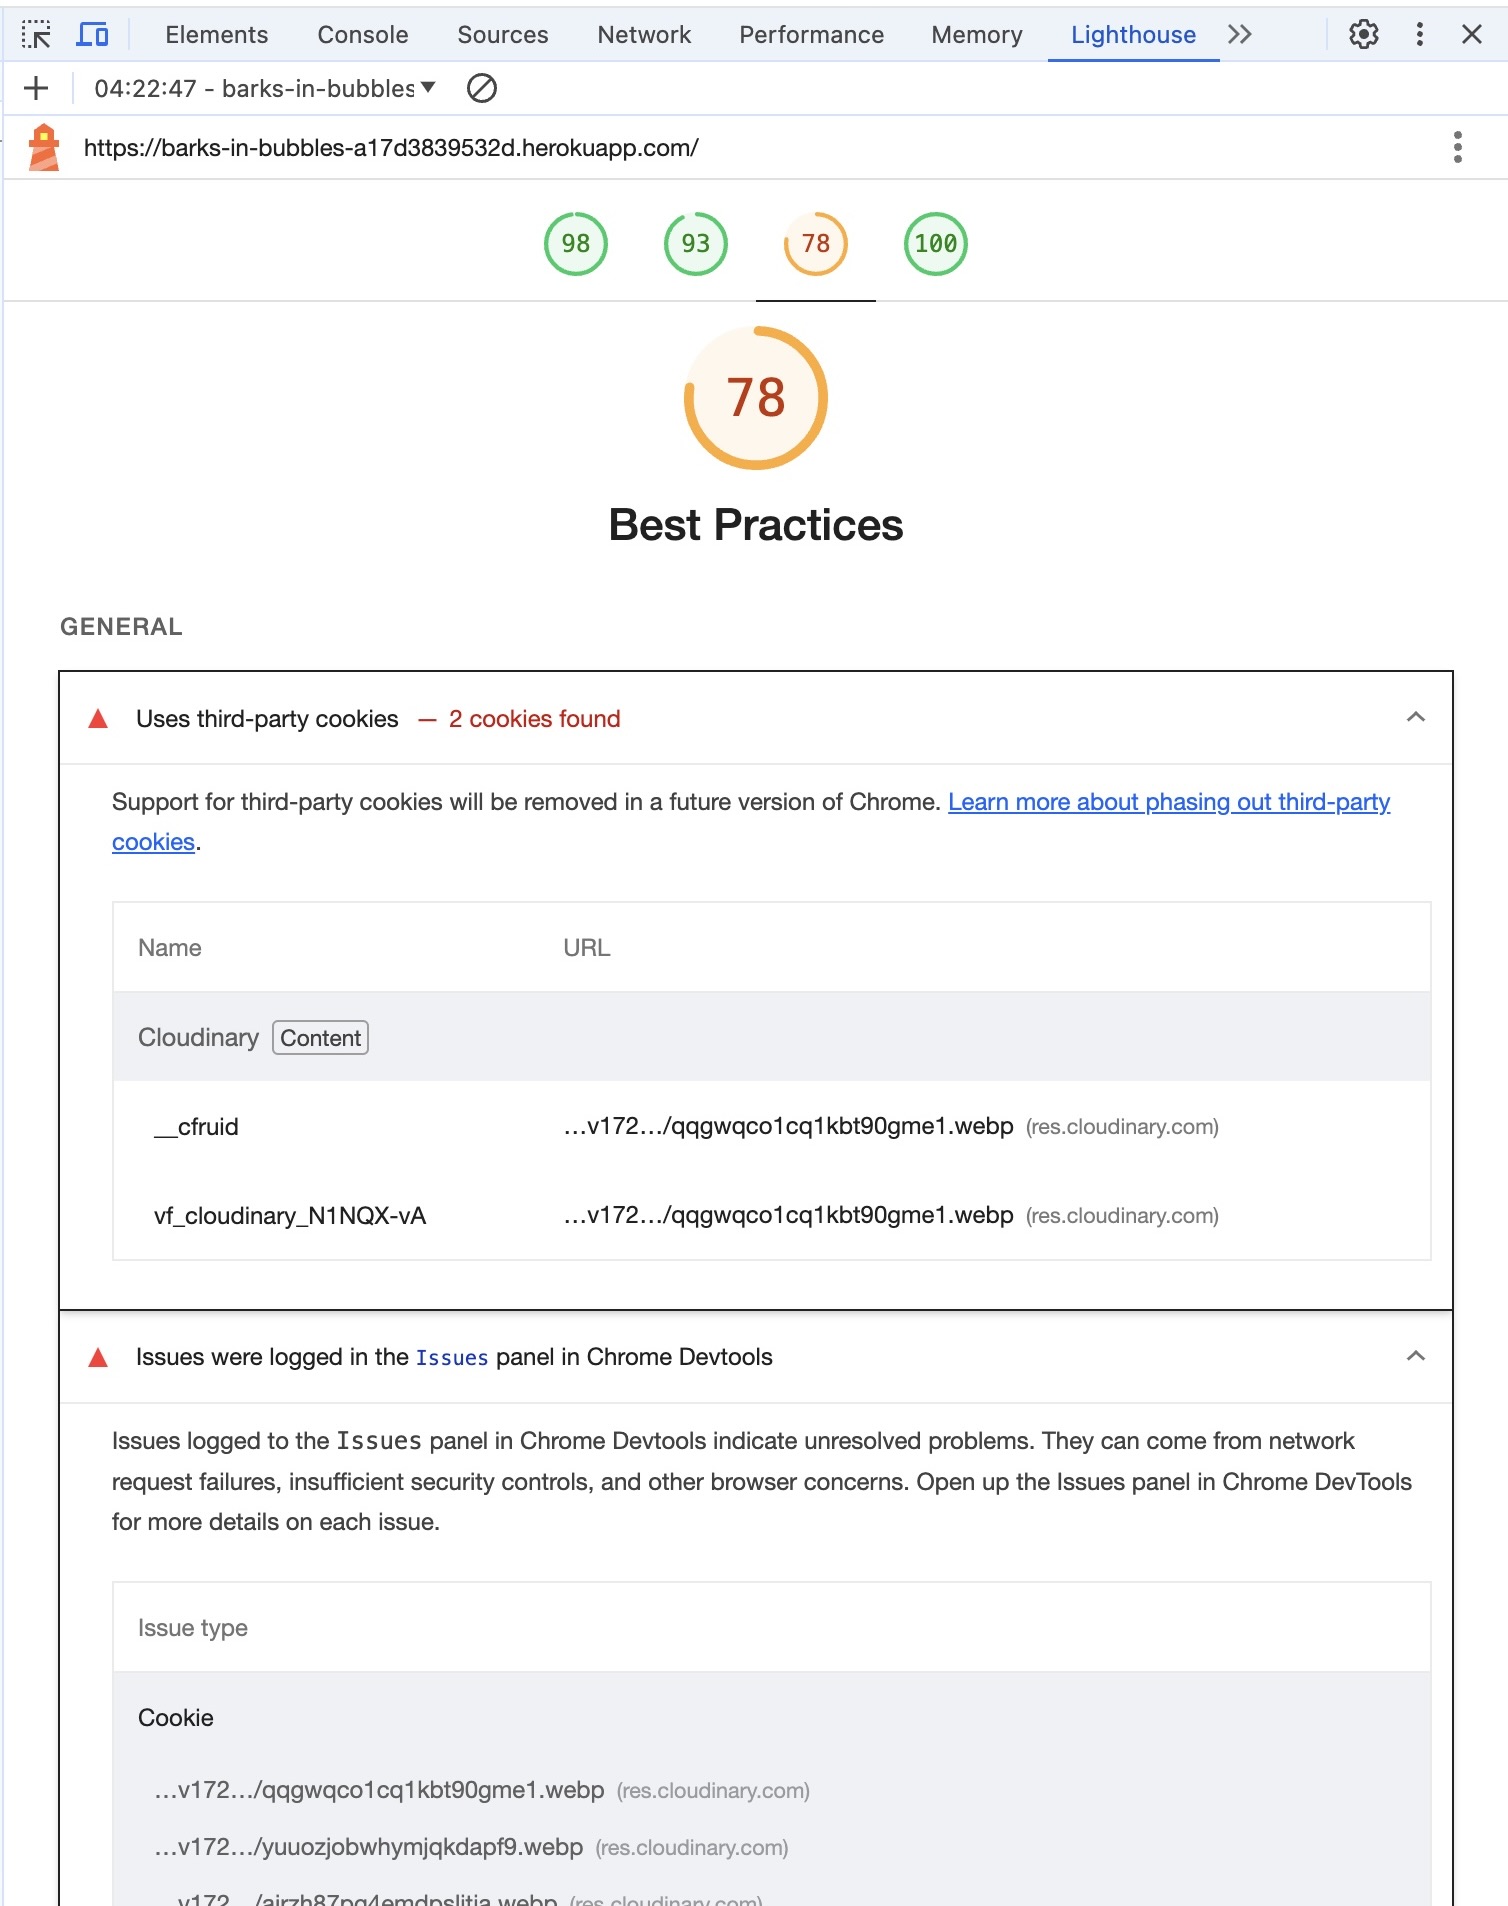 Elements Console Sources Network Performance Memory Lighthouse
04:22:47 - barks-in-bubbles
https://barks-in-bubbles-a17d3839532d.herokuapp.com/
98 93 78 100
78
Best Practices
GENERAL
Uses third-party cookies — 2 cookies found
Support for third-party cookies will be removed in a future version of Chrome. Learn more about phasing out third-party
cookies.
Name URL
Cloudinary Content
__cfruid …v172…/qqgwqco1cq1kbt90gme1.webp (res.cloudinary.com)
vf_cloudinary_N1NQX-vA …v172…/qqgwqco1cq1kbt90gme1.webp (res.cloudinary.com)
Issues were logged in the Issues panel in Chrome Devtools
Issues logged to the Issues panel in Chrome Devtools indicate unresolved problems. They can come from network
request failures, insufficient security controls, and other browser concerns. Open up the Issues panel in Chrome DevTools
for more details on each issue.
Issue type
Cookie
…v172…/qqgwqco1cq1kbt90gme1.webp (res.cloudinary.com)
…v172…/yuuozjobwhymjqkdapf9.webp (res.cloudinary.com)
(res.cloudinary.com)